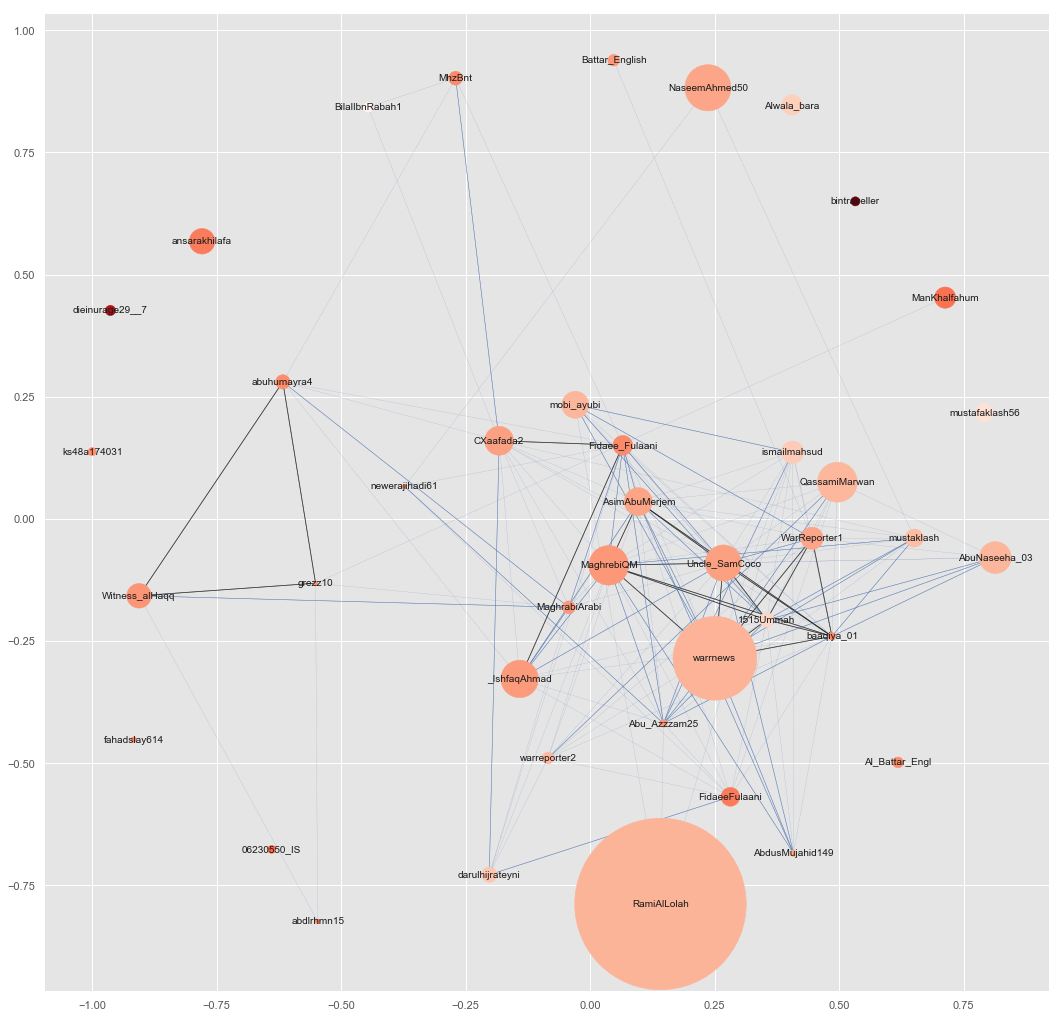 1.00
Battar_English
MhzBnt
NaseemAhmed50
BilalIbnRabah1
Alwala_bara
0.75
bintraveller
ansarakhilafa
0.50
ManKhalfahum
dieinurage29__7
abuhumayra4
0.25
mobi_ayubi
mustafaklash56
CXaafada2
Fidaee_Fulaani
ks48a174031
ismailmahsud
newerajihadi61
QassamiMarwan
AsimAbuMerjem
0.00
WarReporter1
mustaklash
AbuNaseeha_03
MaghrebiQM
Uncle_SamCoco
grezz10
Witness_alHaqq
MaghrabiArabi
1515Ummah
baaqiya_01
−0.25
warrnews
_IshfaqAhmad
Abu_Azzzam25
fahadslay614
warreporter2
−0.50
Al_Battar_Engl
FidaeeFulaani
06230550_IS
AbdusMujahid149
darulhijrateyni
−0.75
RamiAlLolah
abdlrhmn15
−1.00 −0.75 −0.50 −0.25 0.00 0.25 0.50 0.75